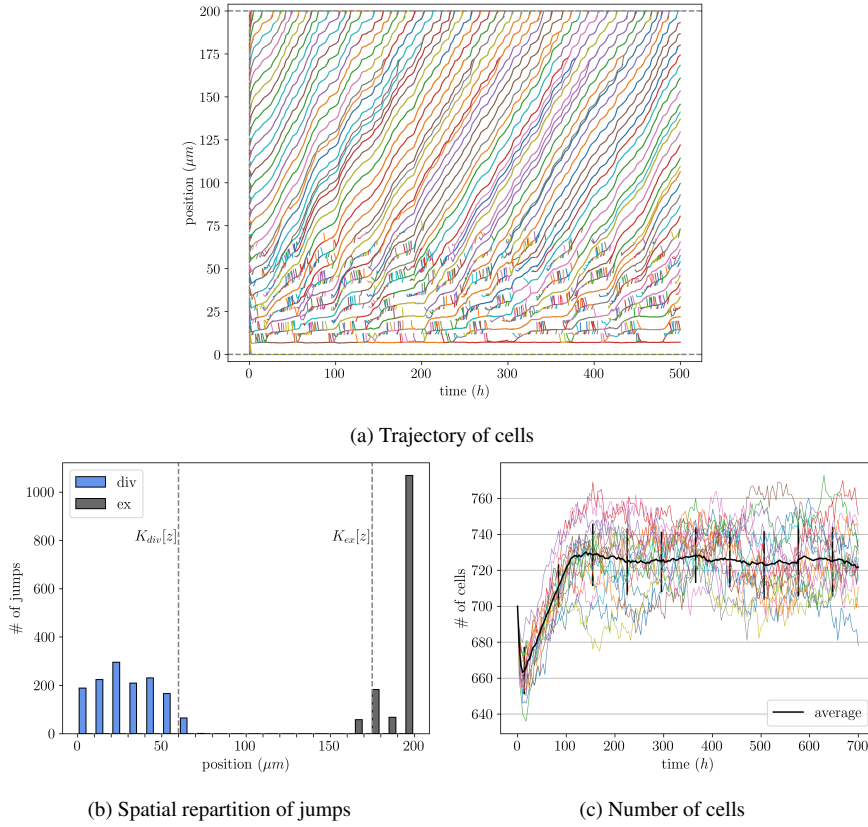 200
175
150
125
100
75
50
25
0
position (μm)
0 100 200 300 400 500
time (h)
(a) Trajectory of cells
1000
800
600
400
200
0
# of jumps
div
ex
K_div[z]
K_ex[z]
0 50 100 150 200
position (μm)
(b) Spatial repartition of jumps
760
740
720
700
680
660
640
# of cells
average
0 100 200 300 400 500 600 700
time (h)
(c) Number of cells